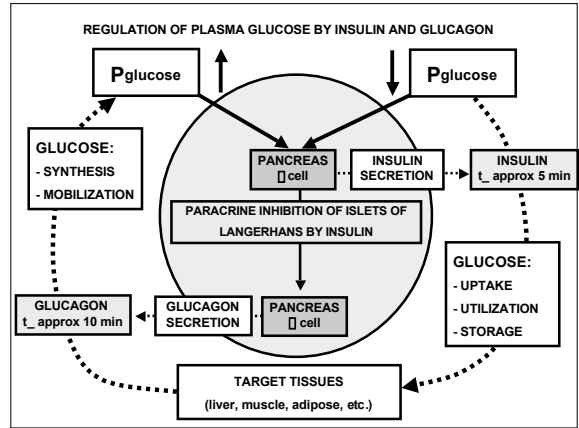 REGULATION OF PLASMA GLUCOSE BY INSULIN AND GLUCAGON
Pglucose
Pglucose
GLUCOSE:
- SYNTHESIS
- MOBILIZATION
PANCREAS
▯ cell
INSULIN
SECRETION
INSULIN
t_ approx 5 min
PARACRINE INHIBITION OF ISLETS OF
LANGERHANS BY INSULIN
GLUCOSE:
- UPTAKE
- UTILIZATION
- STORAGE
GLUCAGON
t_ approx 10 min
GLUCAGON
SECRETION
PANCREAS
▯ cell
TARGET TISSUES
(liver, muscle, adipose, etc.)